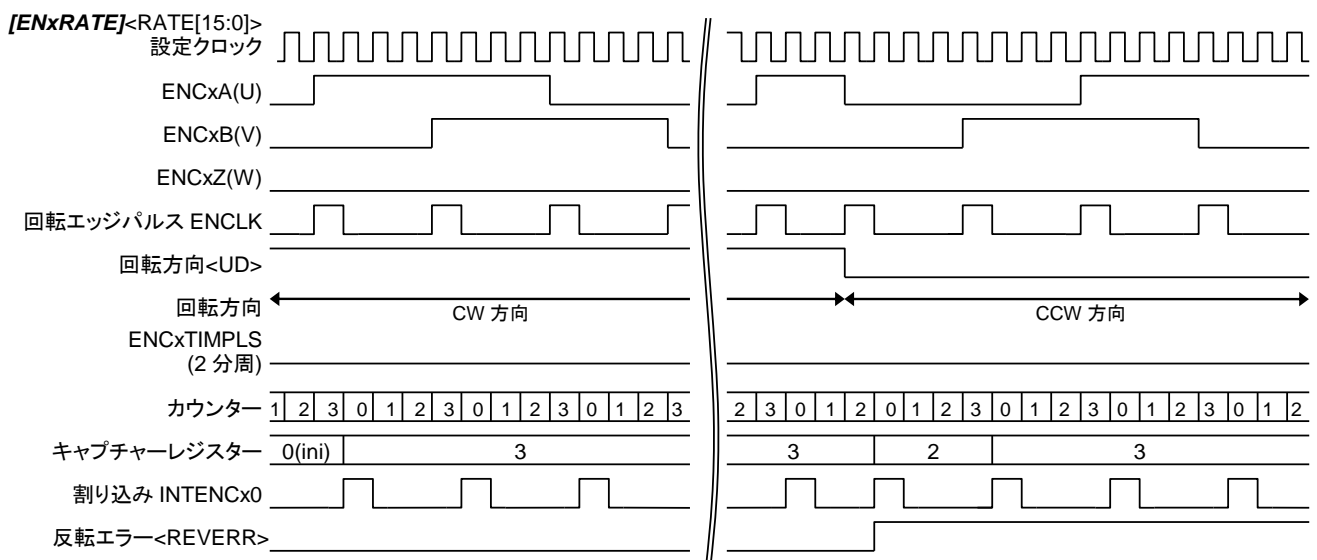 [ENxRATE]<RATE[15:0]>
設定クロック
ENCxA(U)
ENCxB(V)
ENCxZ(W)
回転エッジパルス ENCLK
回転方向<UD>
回転方向 CW 方向 CCW 方向
ENCxTIMPLS
(2 分周)
カウンター 1 2 3 0 1 2 3 0 1 2 3 0 1 2 3 2 3 0 1 2 0 1 2 3 0 1 2 3 0 1 2 3 0 1 2
キャプチャーレジスター 0(ini) 3 3 2 3
割り込み INTENCx0
反転エラー<REVERR>